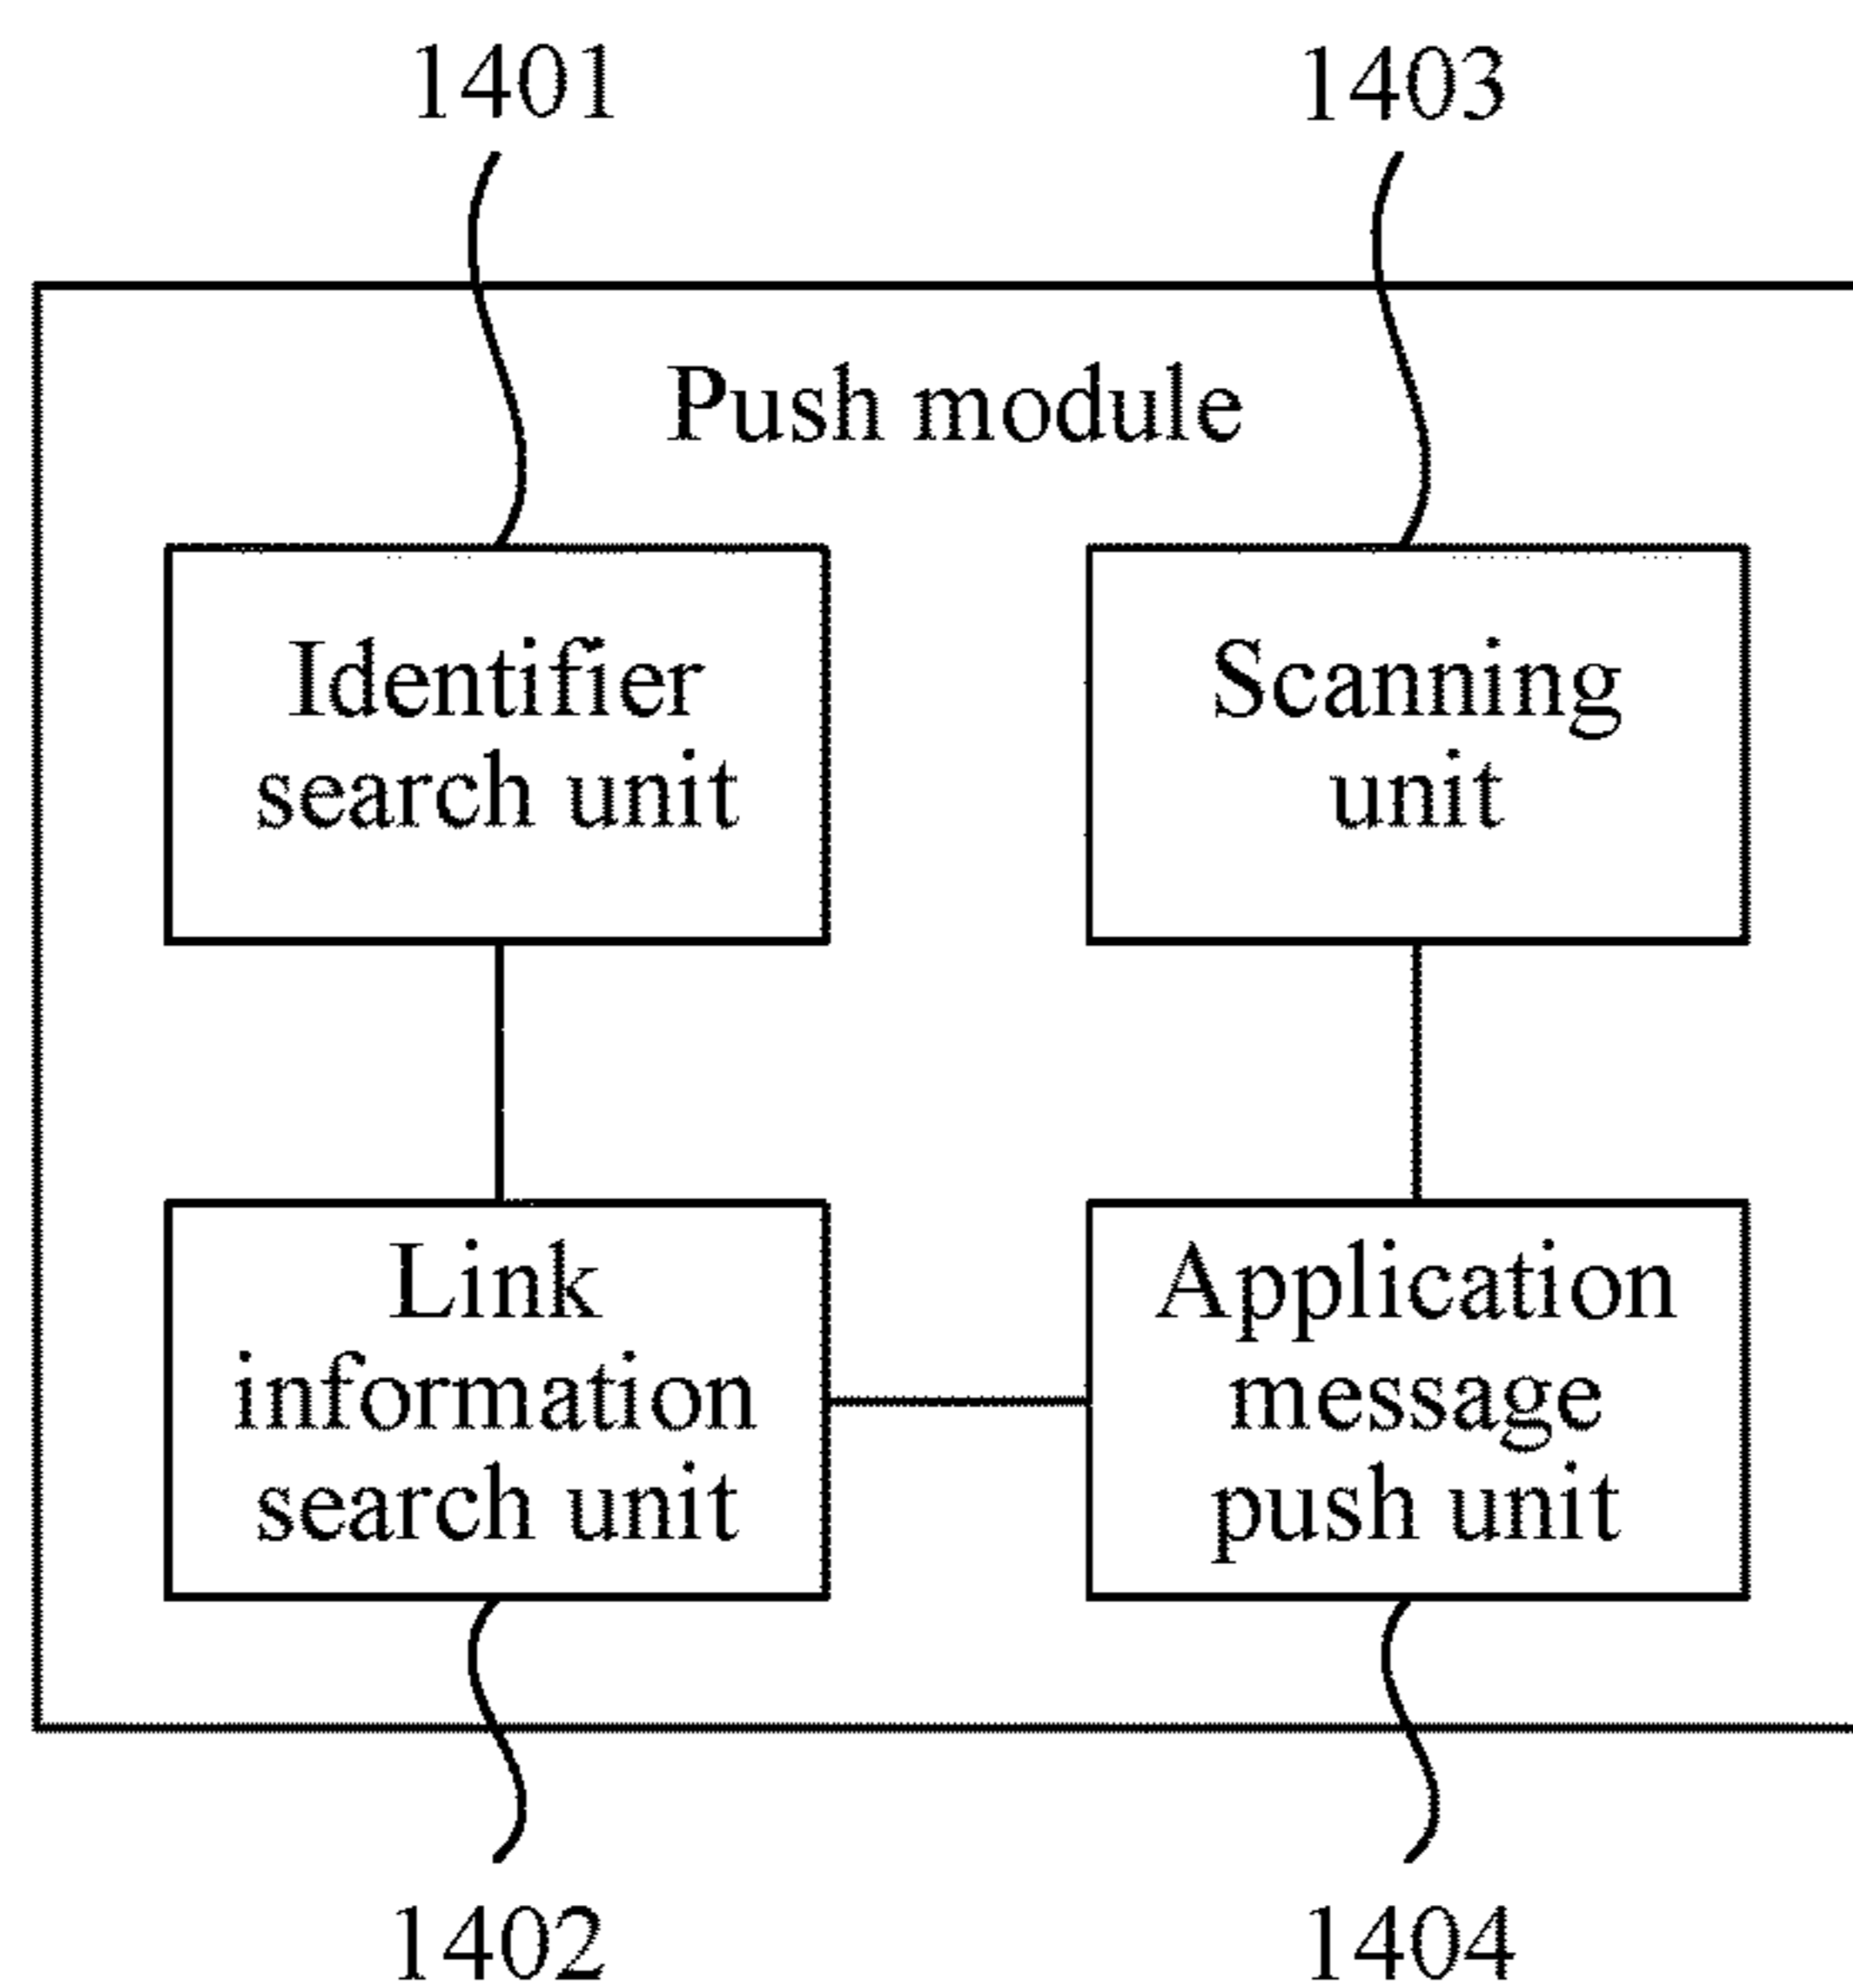 1401
1403
Push module
Identifier
search unit
Scanning
unit
Link
information
search unit
Application
message
push unit
1402
1404